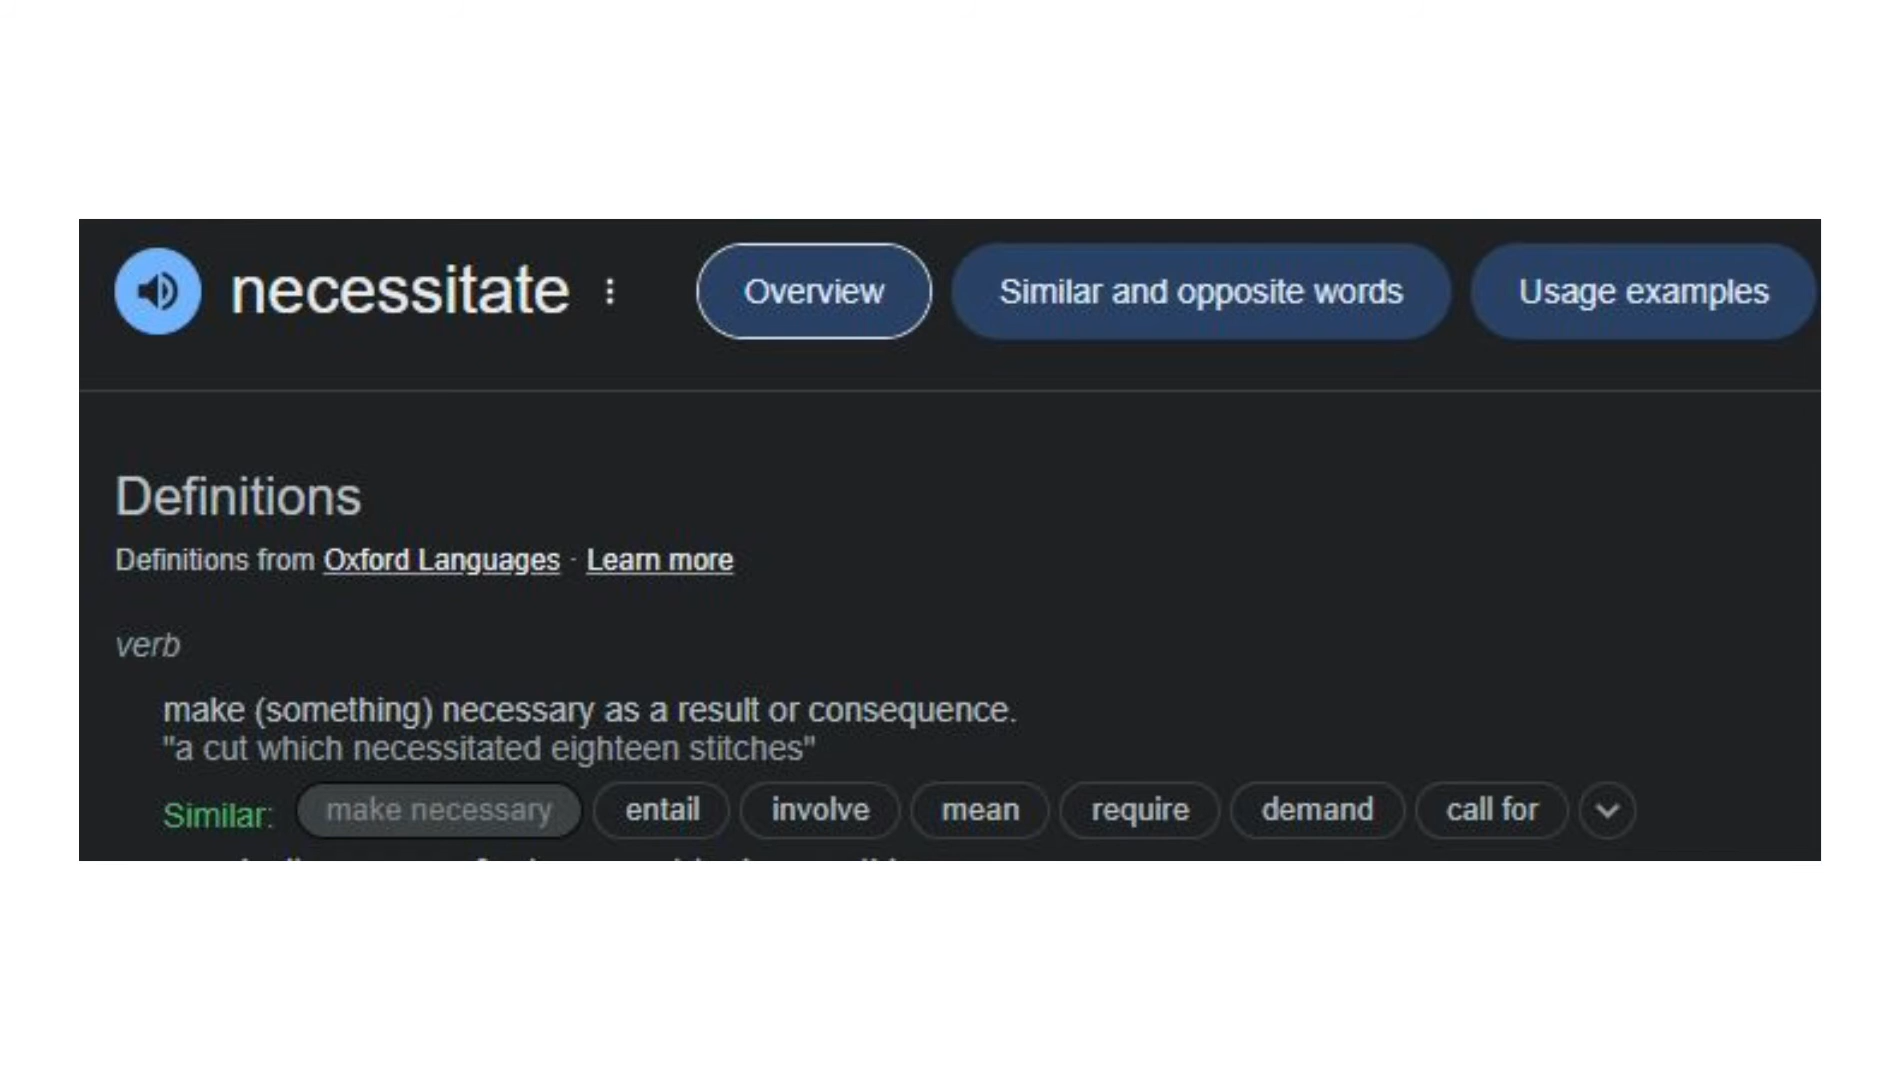 necessitate
Overview
Similar and opposite words
Usage examples
Definitions
Definitions from Oxford Languages · Learn more
verb
make (something) necessary as a result or consequence.
"a cut which necessitated eighteen stitches"
Similar: make necessary entail involve mean require demand call for